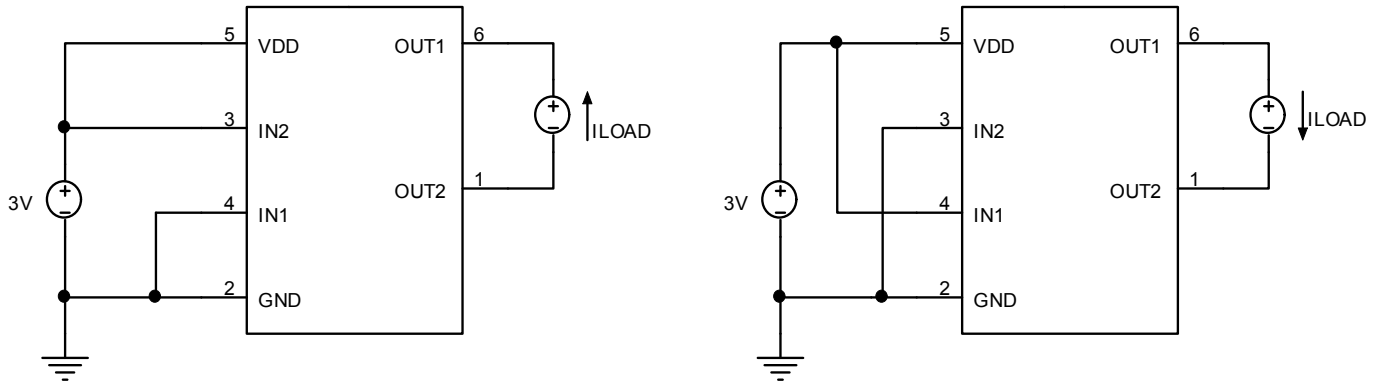 5 VDD OUT1 6
3 IN2
ILOAD
1
OUT2
3V
4 IN1
2 GND
5 VDD OUT1 6
3 IN2
ILOAD
1
OUT2
3V
4 IN1
2 GND